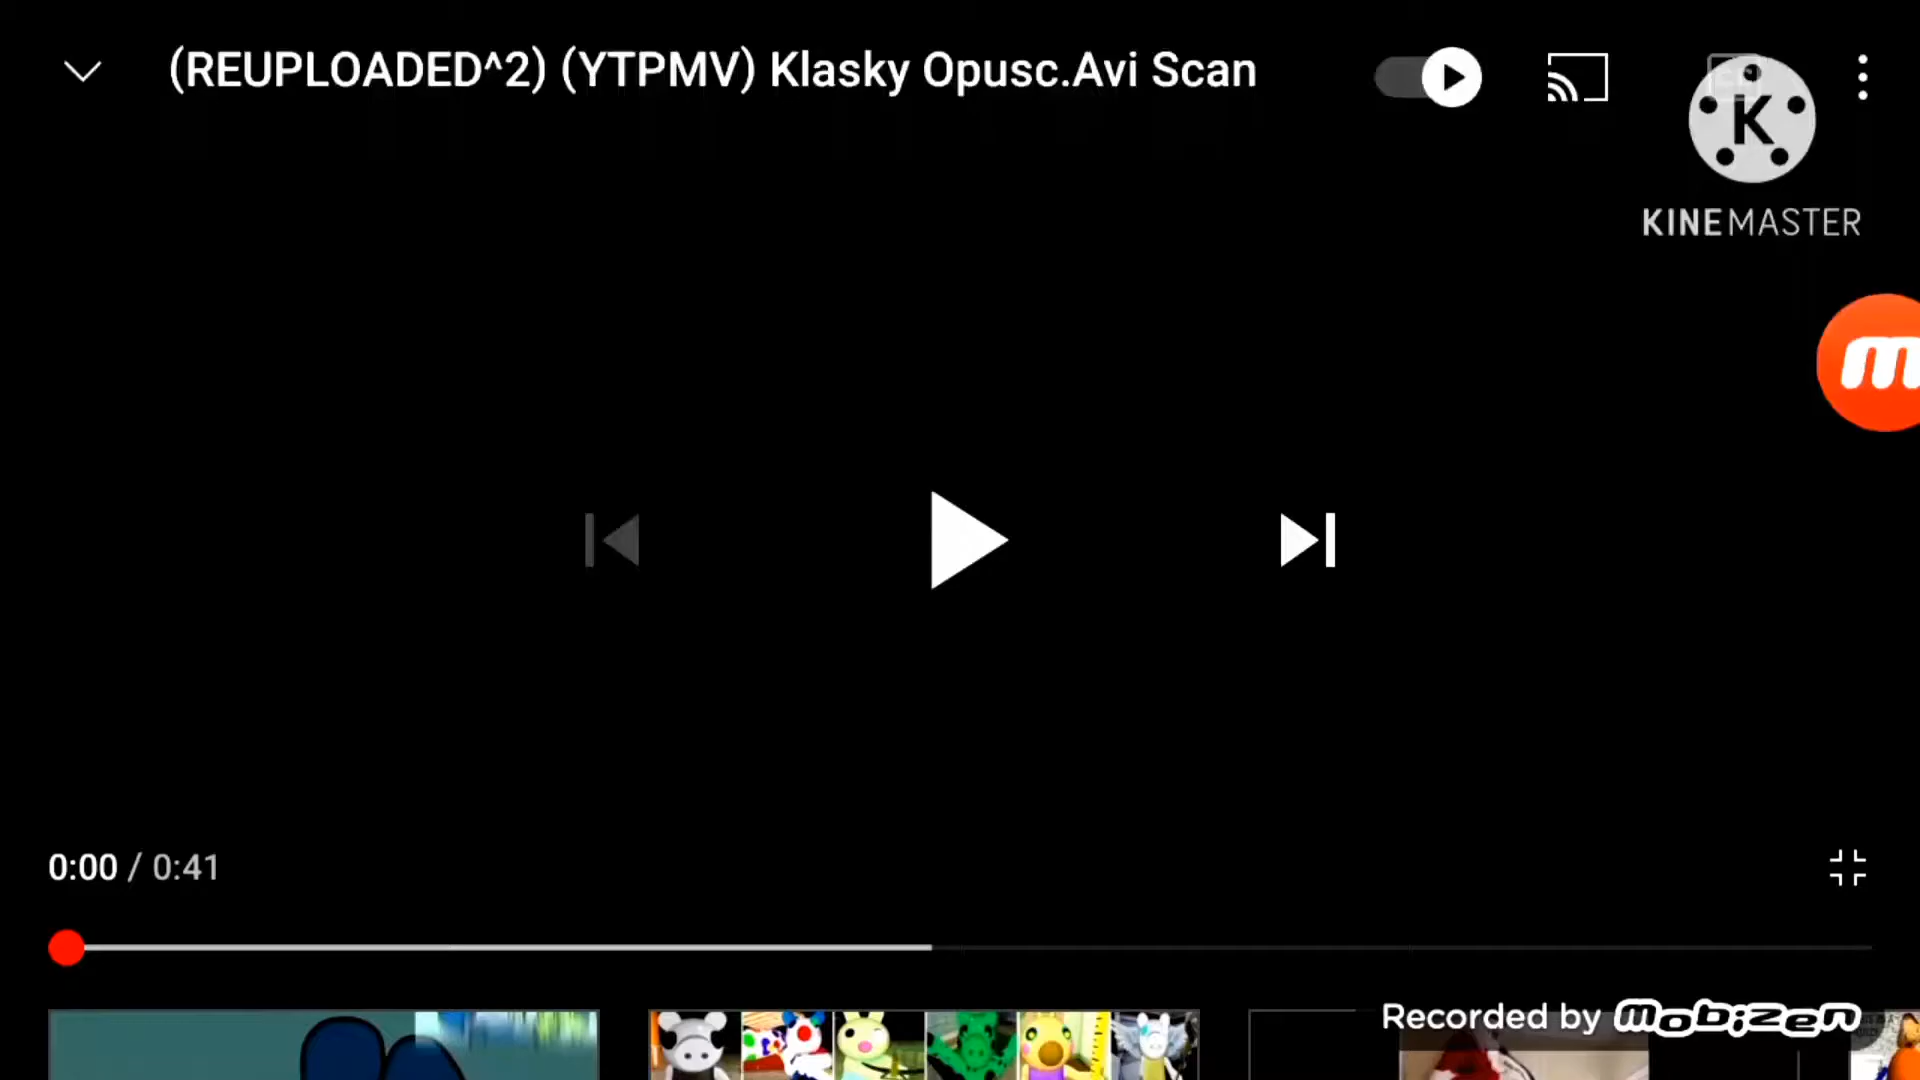 (REUPLOADED^2) (YTPMV) Klasky Opusc.Avi Scan
K
KINEMASTER
m
0:00 / 0:41
Recorded by mobizen